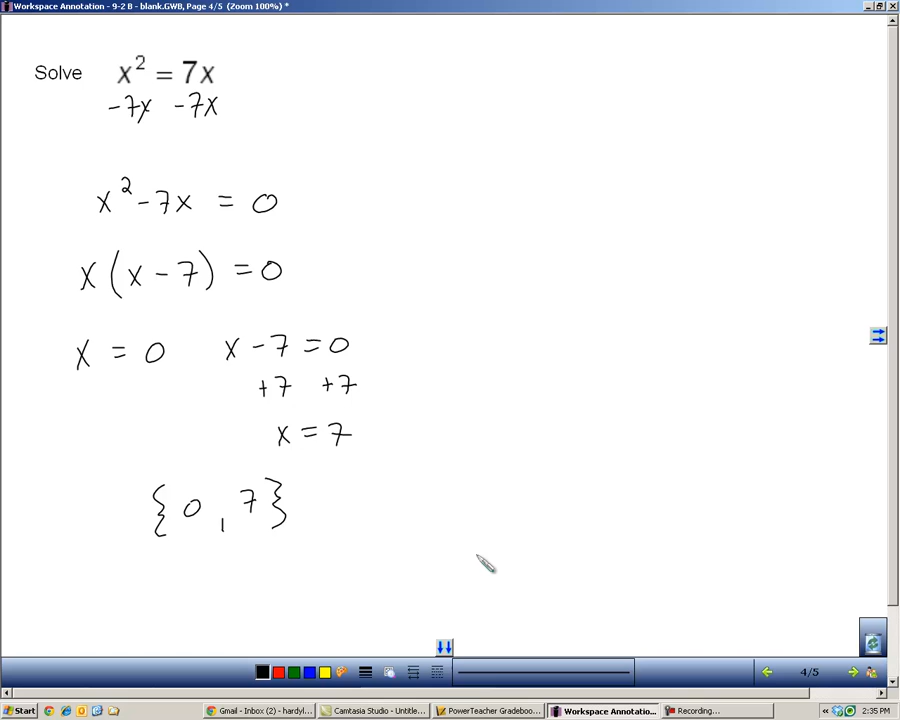 Workspace Annotation - 9-2 B - blank.GWB, Page 4/5 (Zoom 100%) *
Solve x² = 7x
-7x -7x
x² - 7x = 0
x(x - 7) = 0
x = 0 x - 7 = 0
+7 +7
x = 7
{0, 7}
4/5
Start Gmail - Inbox (2) - hardyl... Camtasia Studio - Untitle... PowerTeacher Gradeboo... Workspace Annotatio... Recording... 2:35 PM